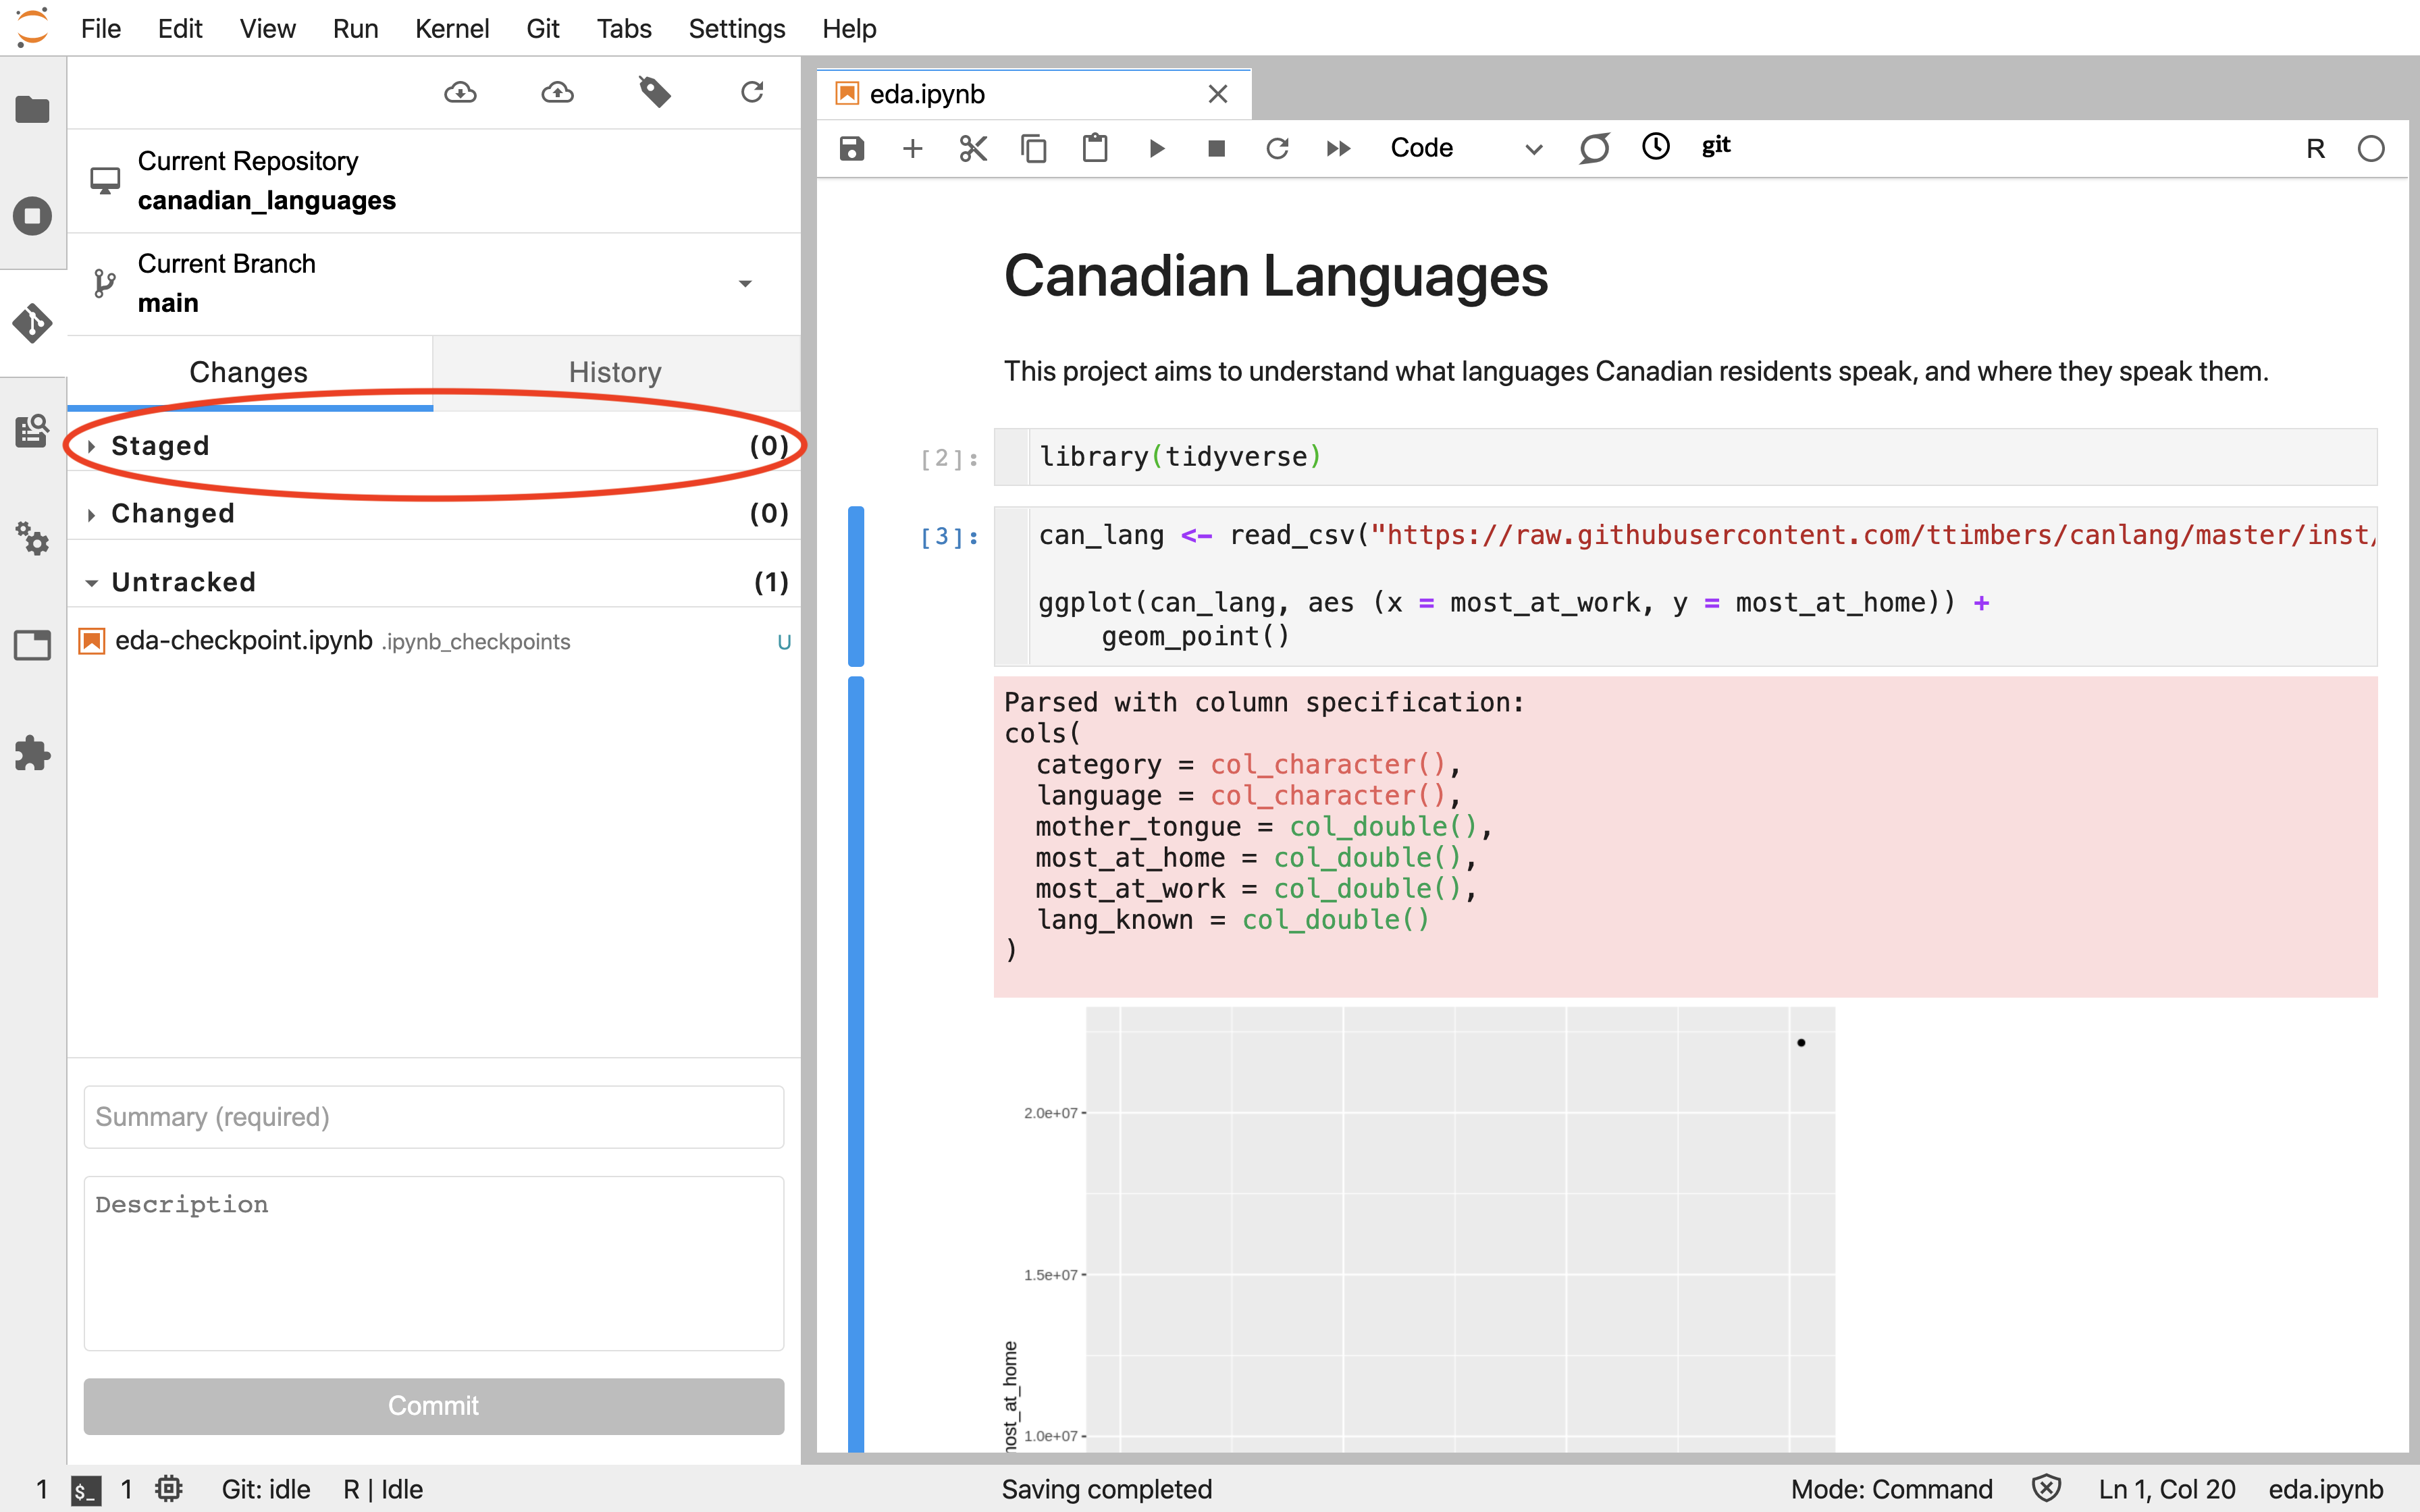 File Edit View Run Kernel Git Tabs Settings Help
Current Repository
canadian_languages
Current Branch
main
Changes History
Staged (0)
Changed (0)
Untracked (1)
eda-checkpoint.ipynb .ipynb_checkpoints U
Summary (required)
Description
Commit
eda.ipynb
Code git R
Canadian Languages
This project aims to understand what languages Canadian residents speak, and where they speak them.
[2]: library(tidyverse)
[3]: can_lang <- read_csv("https://raw.githubusercontent.com/ttimbers/canlang/master/inst/
ggplot(can_lang, aes (x = most_at_work, y = most_at_home)) +
geom_point()
Parsed with column specification:
cols(
category = col_character(),
language = col_character(),
mother_tongue = col_double(),
most_at_home = col_double(),
most_at_work = col_double(),
lang_known = col_double()
)
2.0e+07
1.5e+07
1.0e+07
most_at_home
1 $_ 1 Git: idle R | Idle Saving completed Mode: Command Ln 1, Col 20 eda.ipynb